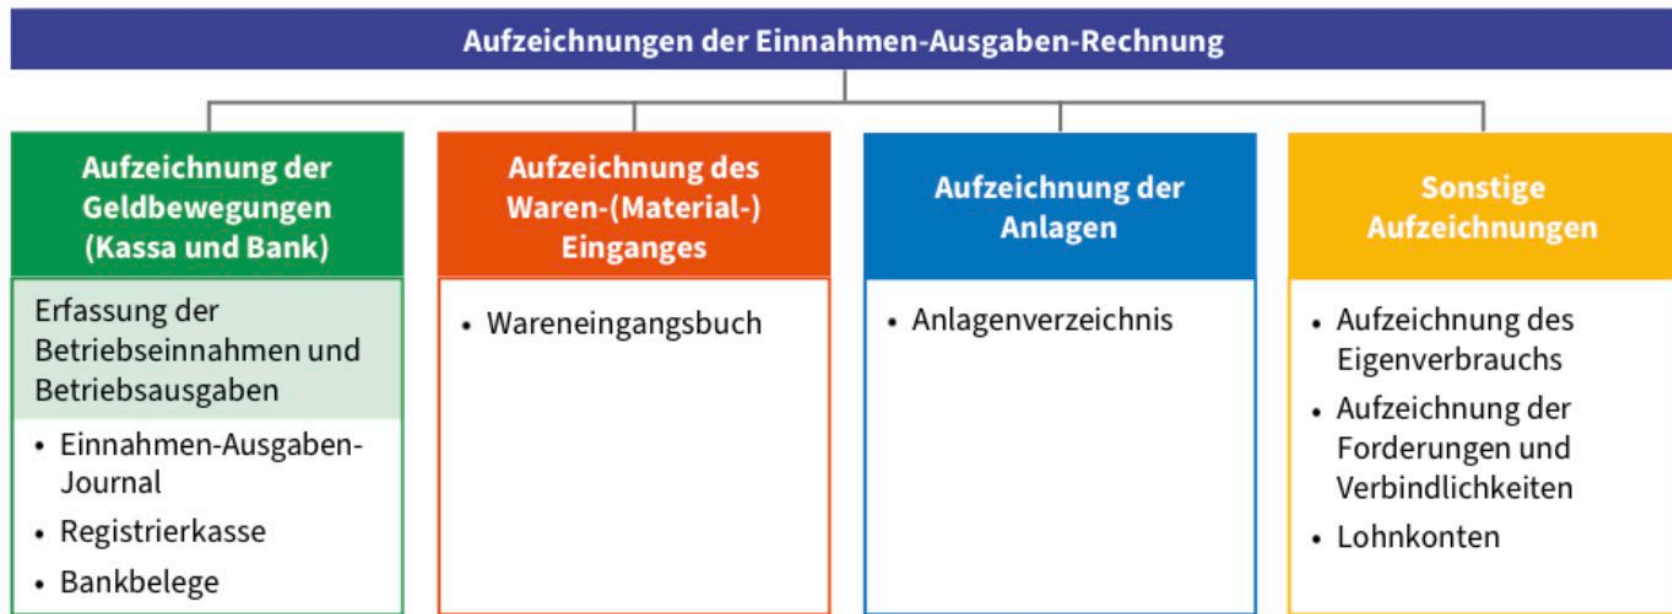 Aufzeichnungen der Einnahmen-Ausgaben-Rechnung
Aufzeichnung der
Geldbewegungen
(Kassa und Bank)
Erfassung der
Betriebseinnahmen und
Betriebsausgaben
• Einnahmen-Ausgaben-
Journal
• Registrierkasse
• Bankbelege
Aufzeichnung des
Waren-(Material-)
Einganges
• Wareneingangsbuch
Aufzeichnung der
Anlagen
• Anlagenverzeichnis
Sonstige
Aufzeichnungen
• Aufzeichnung des
Eigenverbrauchs
• Aufzeichnung der
Forderungen und
Verbindlichkeiten
• Lohnkonten